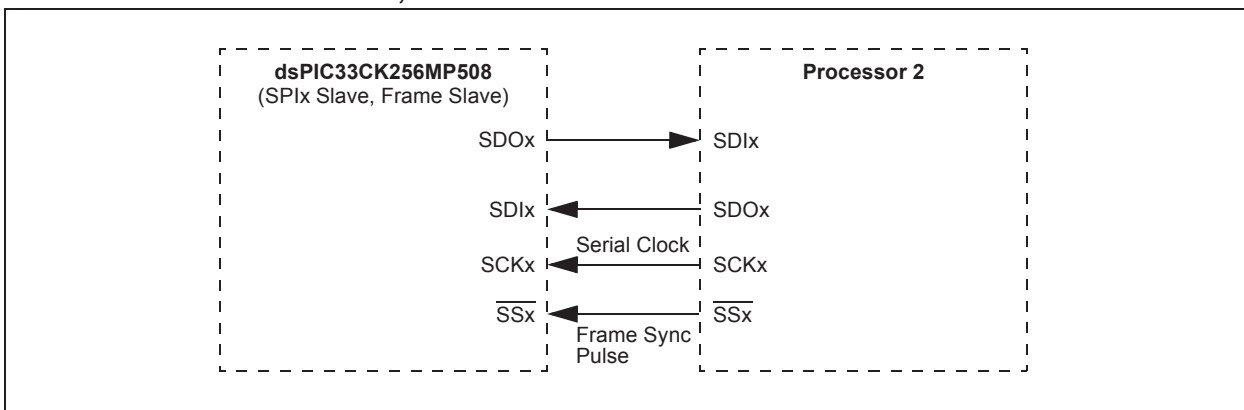 dsPIC33CK256MP508
(SPIx Slave, Frame Slave)
Processor 2
SDOx
SDIx
SDIx
SDOx
Serial Clock
SCKx
SCKx
SSx
SSx
Frame Sync
Pulse